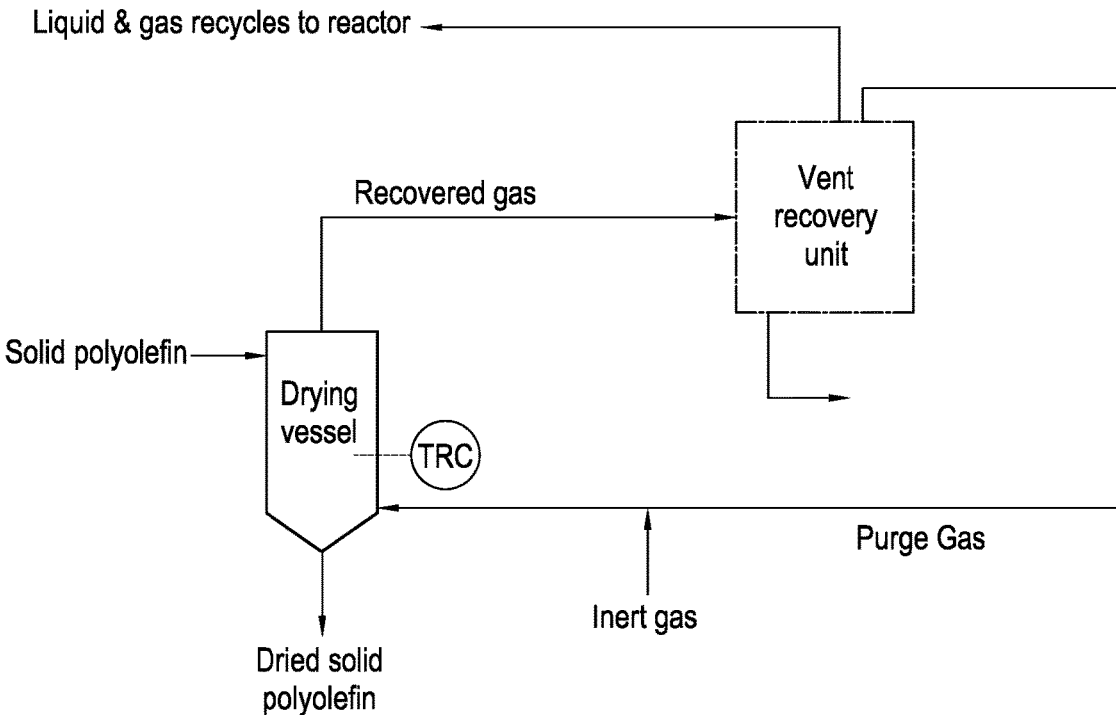 Liquid & gas recycles to reactor
Vent
recovery
unit
Recovered gas
Solid polyolefin
Drying
vessel
TRC
Purge Gas
Inert gas
Dried solid
polyolefin